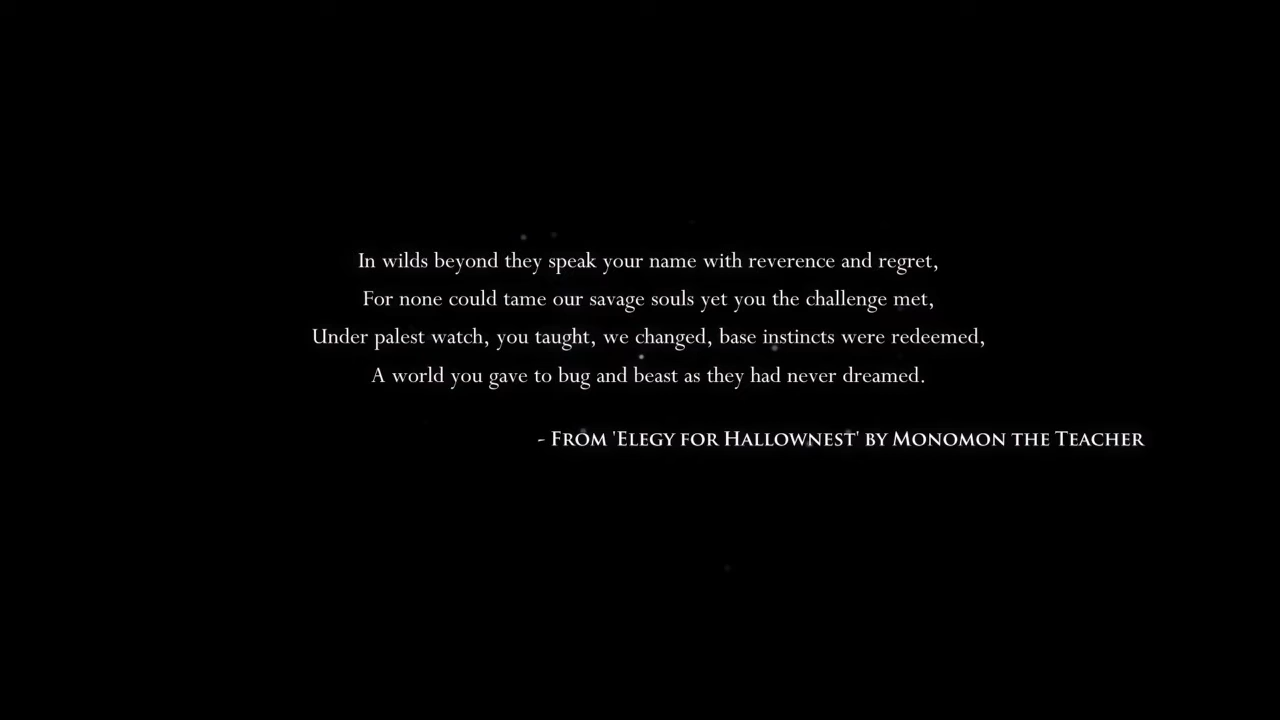 In wilds beyond they speak your name with reverence and regret,
For none could tame our savage souls yet you the challenge met,
Under palest watch, you taught, we changed, base instincts were redeemed,
A world you gave to bug and beast as they had never dreamed.
- From 'Elegy for Hallownest' by Monomon the Teacher